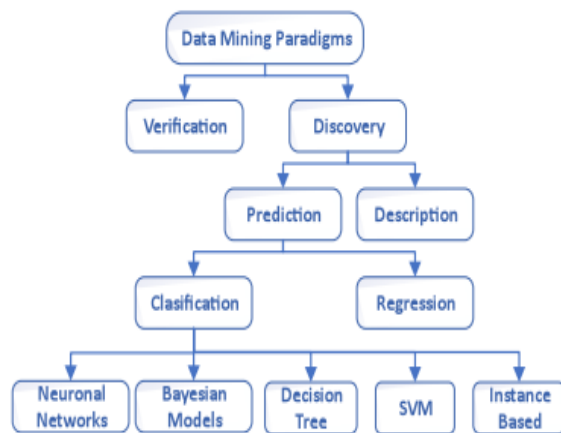 Data Mining Paradigms
Verification
Discovery
Prediction
Description
Clasification
Regression
Neuronal
Networks
Bayesian
Models
Decision
Tree
SVM
Instance
Based